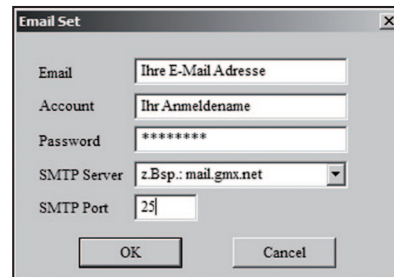 Email Set
Email Ihre E-Mail Adresse
Account Ihr Anmeldename
Password ********
SMTP Server z.Bsp.: mail.gmx.net
SMTP Port 25
OK Cancel